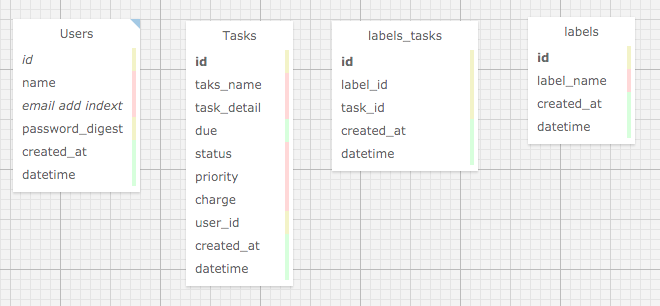 Users
id
name
email add indext
password_digest
created_at
datetime
Tasks
id
taks_name
task_detail
due
status
priority
charge
user_id
created_at
datetime
labels_tasks
id
label_id
task_id
created_at
datetime
labels
id
label_name
created_at
datetime